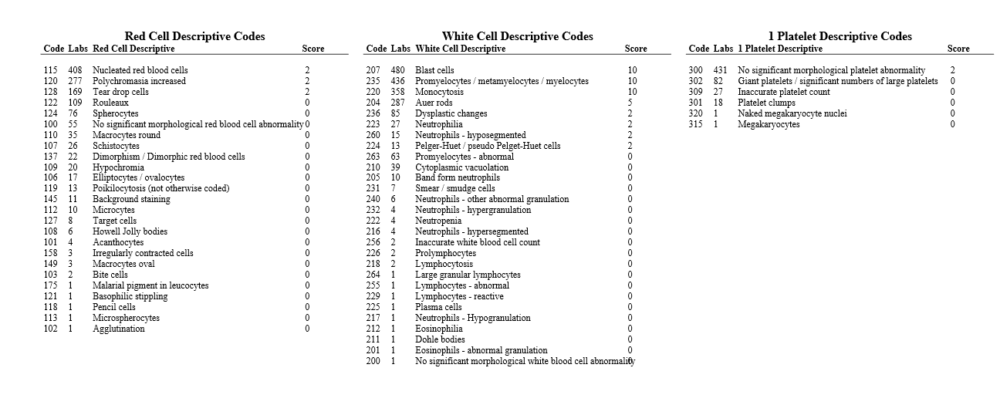 Red Cell Descriptive Codes
Code Labs Red Cell Descriptive Score
115 408 Nucleated red blood cells 2
120 277 Polychromasia increased 2
128 169 Tear drop cells 2
122 109 Rouleaux 0
124 76 Spherocytes 0
100 55 No significant morphological red blood cell abnormality 0
110 35 Macrocytes round 0
107 26 Schistocytes 0
137 22 Dimorphism / Dimorphic red blood cells 0
109 20 Hypochromia 0
106 17 Elliptocytes / ovalocytes 0
119 13 Poikilocytosis (not otherwise coded) 0
145 11 Background staining 0
112 10 Microcytes 0
127 8 Target cells 0
108 6 Howell Jolly bodies 0
101 4 Acanthocytes 0
158 3 Irregularly contracted cells 0
149 3 Macrocytes oval 0
103 2 Bite cells 0
175 1 Malarial pigment in leucocytes 0
121 1 Basophilic stippling 0
118 1 Pencil cells 0
113 1 Microspherocytes 0
102 1 Agglutination 0
White Cell Descriptive Codes
Code Labs White Cell Descriptive Score
207 480 Blast cells 10
235 436 Promyelocytes / metamyelocytes / myelocytes 10
220 358 Monocytosis 10
204 287 Auer rods 5
236 85 Dysplastic changes 2
223 27 Neutrophilia 2
260 15 Neutrophils - hyposegmented 2
224 13 Pelger-Huet / pseudo Pelget-Huet cells 2
263 63 Promyelocytes - abnormal 0
210 39 Cytoplasmic vacuolation 0
205 10 Band form neutrophils 0
231 7 Smear / smudge cells 0
240 6 Neutrophils - other abnormal granulation 0
232 4 Neutrophils - hypergranulation 0
222 4 Neutropenia 0
216 4 Neutrophils - hypersegmented 0
256 2 Inaccurate white blood cell count 0
226 2 Prolymphocytes 0
218 2 Lymphocytosis 0
264 1 Large granular lymphocytes 0
255 1 Lymphocytes - abnormal 0
229 1 Lymphocytes - reactive 0
225 1 Plasma cells 0
217 1 Neutrophils - Hypogranulation 0
212 1 Eosinophilia 0
211 1 Dohle bodies 0
201 1 Eosinophils - abnormal granulation 0
200 1 No significant morphological white blood cell abnormality 0
1 Platelet Descriptive Codes
Code Labs 1 Platelet Descriptive Score
300 431 No significant morphological platelet abnormality 2
302 82 Giant platelets / significant numbers of large platelets 0
309 27 Inaccurate platelet count 0
301 18 Platelet clumps 0
320 1 Naked megakaryocyte nuclei 0
315 1 Megakaryocytes 0